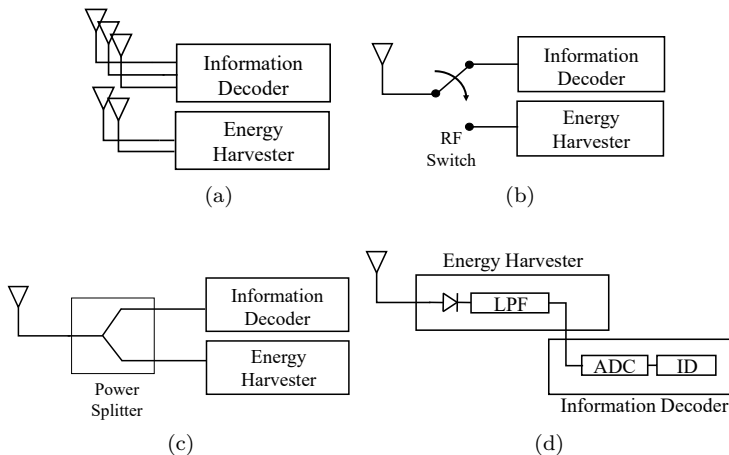 Information
Decoder
Energy
Harvester
(a)
Information
Decoder
RF
Switch
Energy
Harvester
(b)
Power
Splitter
Information
Decoder
Energy
Harvester
(c)
Energy Harvester
LPF
ADC
ID
Information Decoder
(d)